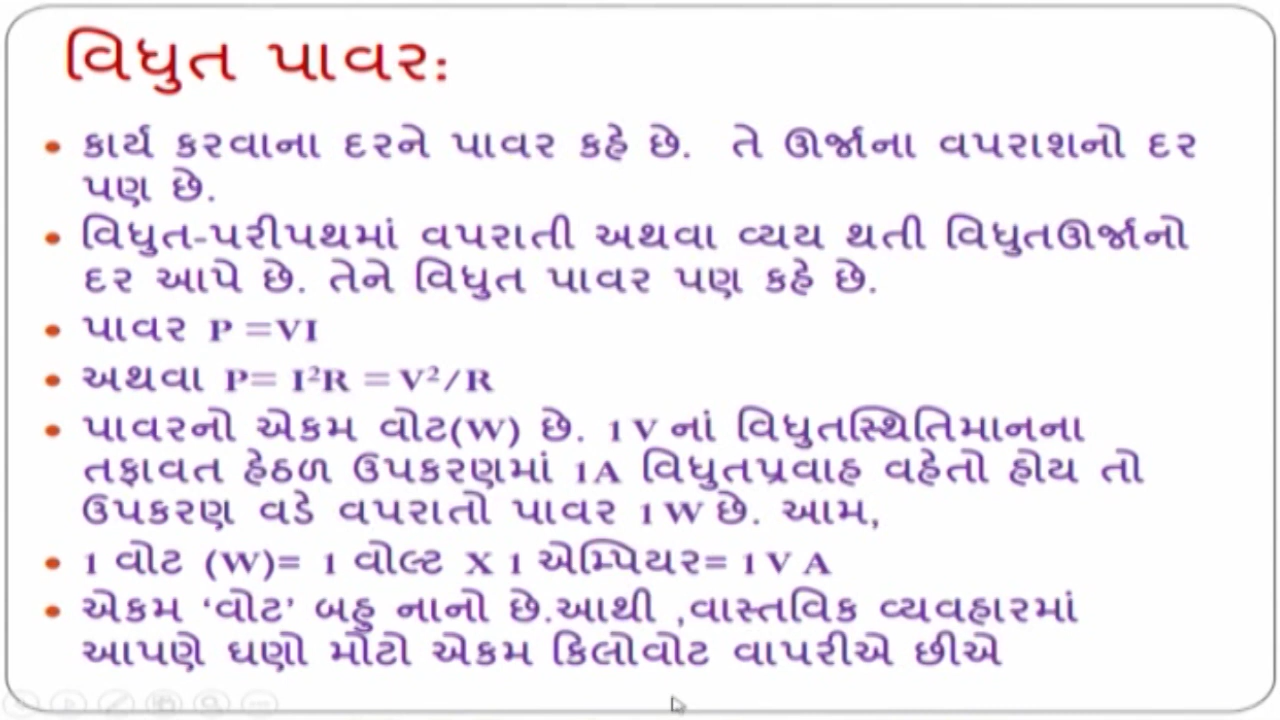 વિધુત પાવર:
• કાર્ય કરવાના દરને પાવર કહે છે. તે ઊર્જાના વપરાશનો દર
પણ છે.
• વિધુત-પરીપથમાં વપરાતી અથવા વ્યય થતી વિધુતઊર્જાનો
દર આપે છે. તેને વિધુત પાવર પણ કહે છે.
• પાવર P =VI
• અથવા P= I²R = V²/R
• પાવરનો એકમ વોટ(W) છે. 1 V નાં વિધુતસ્થિતિમાનના
તફાવત હેઠળ ઉપકરણમાં 1A વિધુતપ્રવાહ વહેતો હોય તો
ઉપકરણ વડે વપરાતો પાવર 1 W છે. આમ,
• 1 વોટ (W)= 1 વોલ્ટ X 1 એમ્પિયર= 1 V A
• એકમ ‘વોટ’ બહુ નાનો છે.આથી ,વાસ્તવિક વ્યવહારમાં
આપણે ઘણો મોટો એકમ કિલોવોટ વાપરીએ છીએ